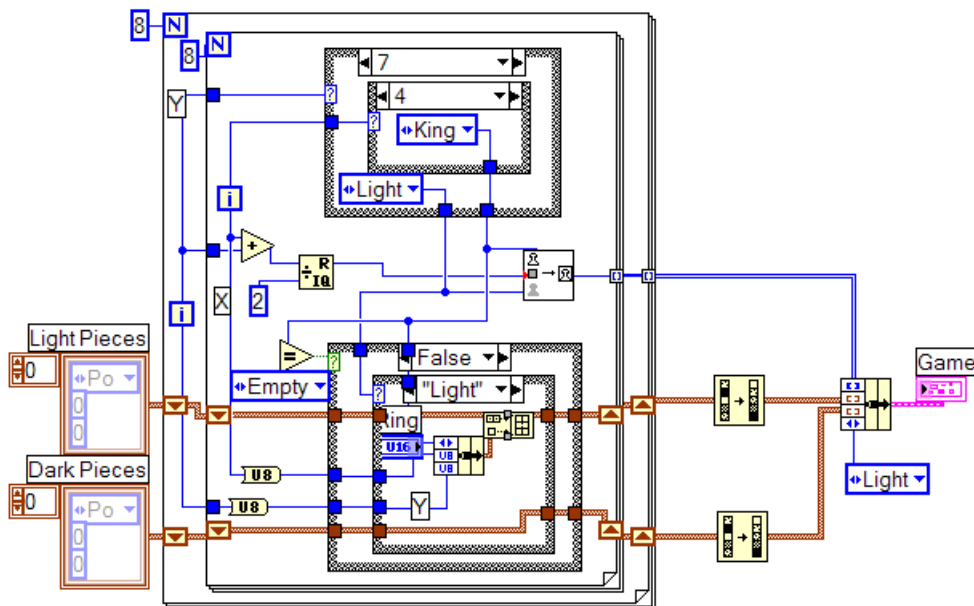 8 N
8 N
7
Y
? 4
?
King
Light
i
+
R
÷ IQ
X
2
i
Light Pieces
=
?
False
Game
0
Po
Empty
?
"Light"
0
0
Ring
U16
U8
U8
Light
Dark Pieces
U8
0
Po
U8
Y
0
0